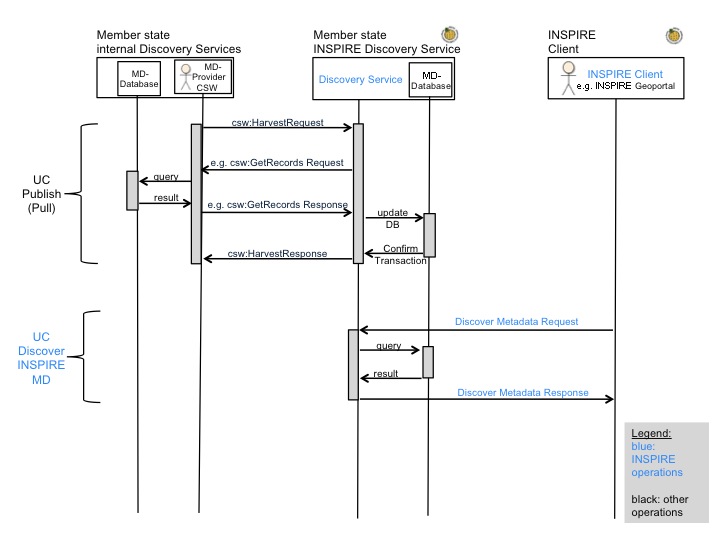 Member state
internal Discovery Services
Member state
INSPIRE Discovery Service
INSPIRE
Client
MD-
Database
MD-
Provider
CSW
Discovery Service
MD-
Database
INSPIRE Client
e.g. INSPIRE Geoportal
UC
Publish
(Pull)
csw:HarvestRequest
e.g. csw:GetRecords Request
query
result
e.g. csw:GetRecords Response
update
DB
Confirm
Transaction
csw:HarvestResponse
UC
Discover
INSPIRE
MD
Discover Metadata Request
query
result
Discover Metadata Response
Legend:
blue:
INSPIRE
operations
black: other
operations